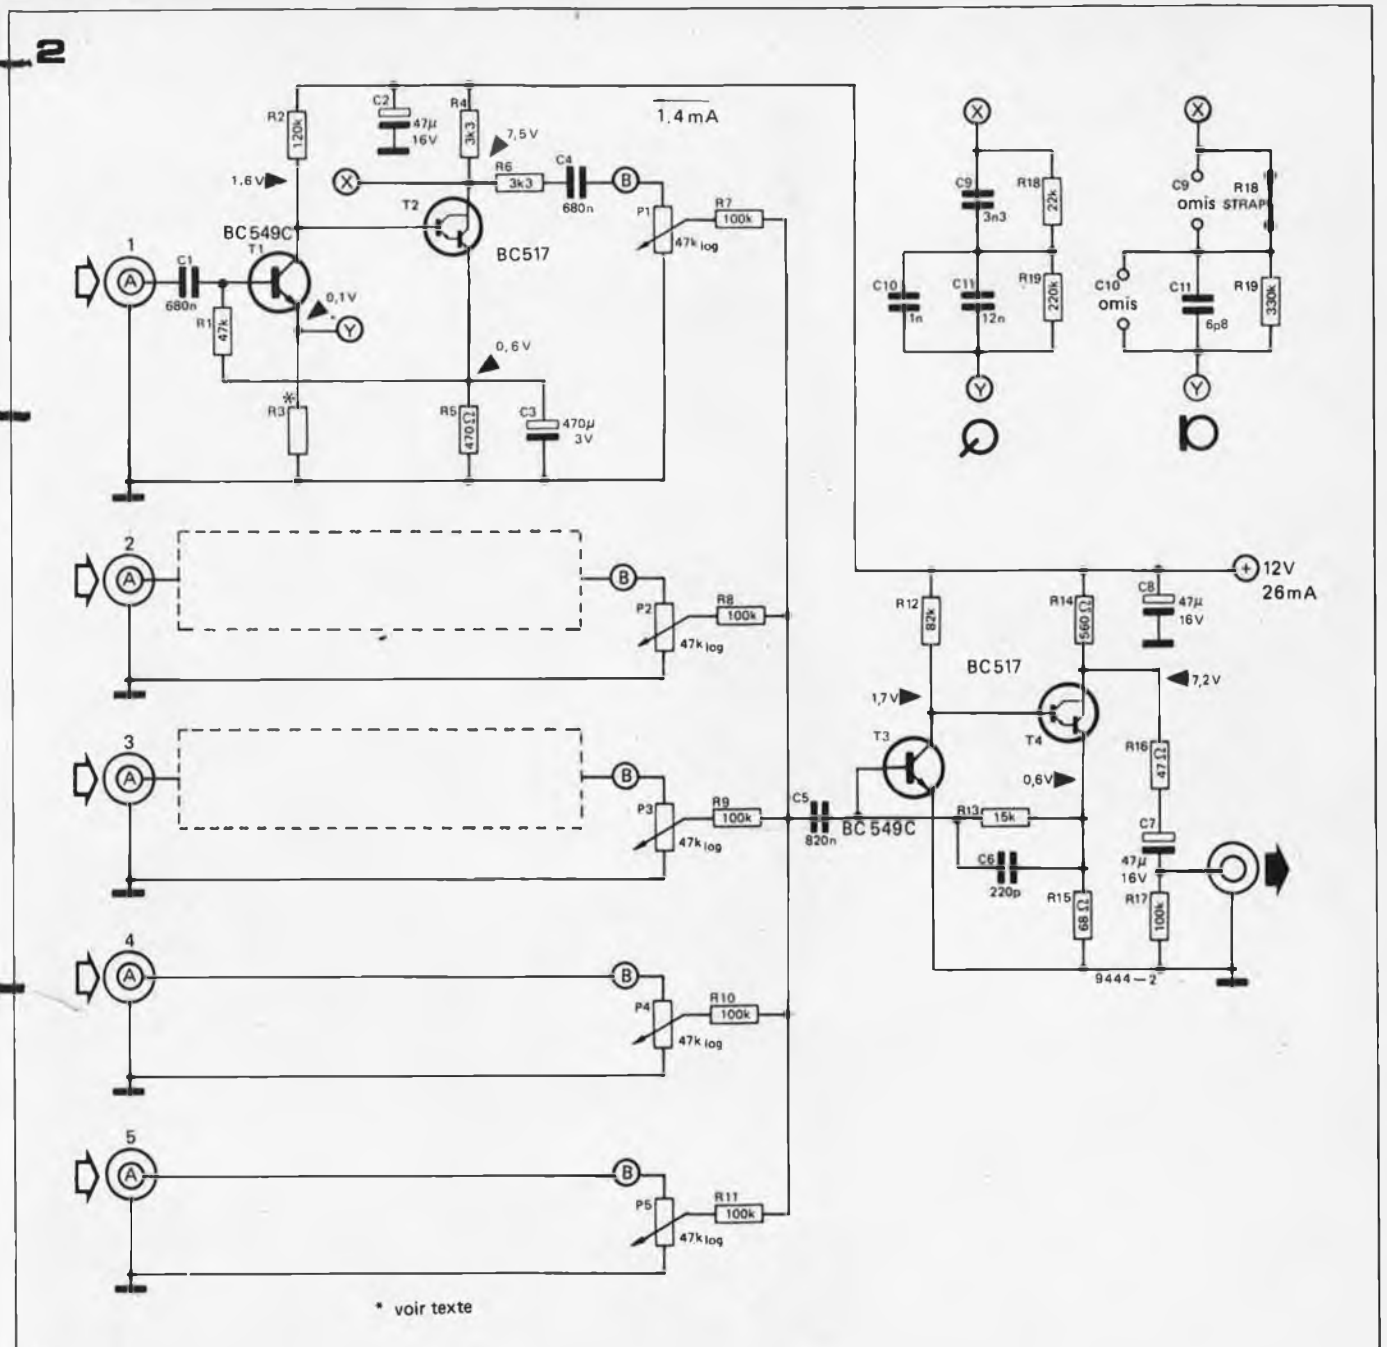 2
R2
120k
C2
47µ
16V
R4
3k3
7,5V
1.4mA
1.6V
X
R6
3k3
C4
680n
B
P1
47k log
R7
100k
T2
BC517
BC549C
T1
1
A
C1
680n
R1
47k
0,1V
Y
0,6V
*
R3
R5
470Ω
C3
470µ
3V
X
C9
3n3
R18
22k
C10
1n
C11
12n
R19
220k
Y
X
C9
omis
R18
STRAP
C10
omis
C11
6p8
R19
330k
Y
2
A
B
P2
47k log
R8
100k
3
A
B
P3
47k log
R9
100k
4
A
B
P4
47k log
R10
100k
5
A
B
P5
47k log
R11
100k
+ 12V
26mA
R12
82k
R14
560Ω
C8
47µ
16V
BC517
7,2V
1,7V
T3
T4
R16
47Ω
0,6V
C5
820n
BC549C
R13
15k
C6
220p
C7
47µ
16V
R15
68Ω
R17
100k
9444-2
* voir texte